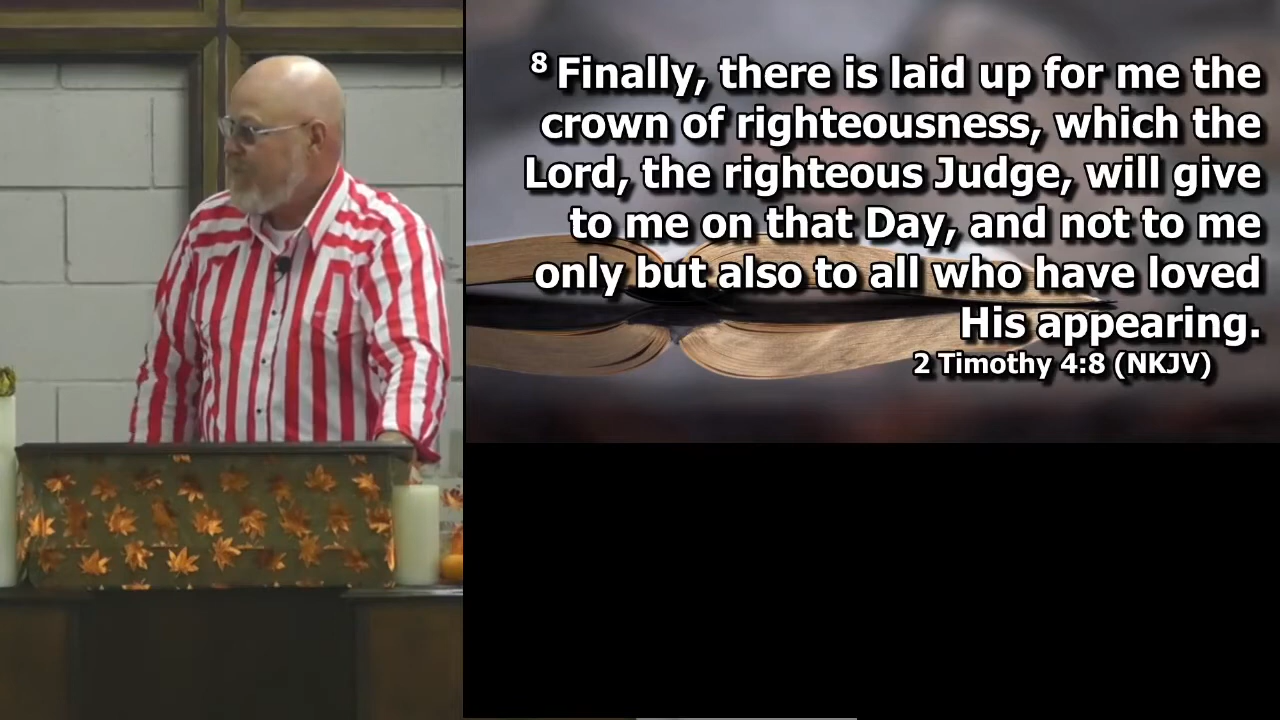 8 Finally, there is laid up for me the
crown of righteousness, which the
Lord, the righteous Judge, will give
to me on that Day, and not to me
only but also to all who have loved
His appearing.
2 Timothy 4:8 (NKJV)